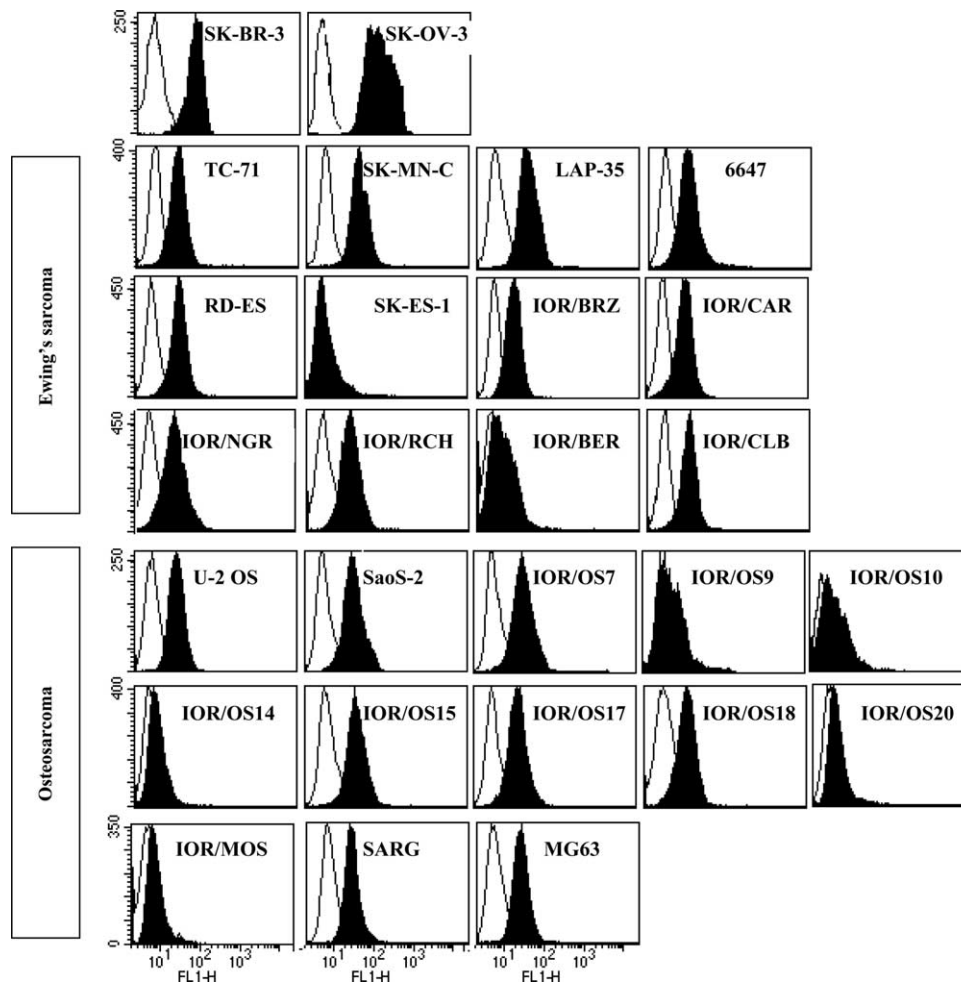 250
SK-BR-3
SK-OV-3
400
TC-71
SK-MN-C
LAP-35
6647
Ewing's sarcoma
450
RD-ES
SK-ES-1
IOR/BRZ
IOR/CAR
450
IOR/NGR
IOR/RCH
IOR/BER
IOR/CLB
Osteosarcoma
250
U-2 OS
SaoS-2
IOR/OS7
IOR/OS9
IOR/OS10
400
IOR/OS14
IOR/OS15
IOR/OS17
IOR/OS18
IOR/OS20
350
0
IOR/MOS
SARG
MG63
10¹ 10² 10³
FL1-H
10¹ 10² 10³
FL1-H
10¹ 10² 10³
FL1-H